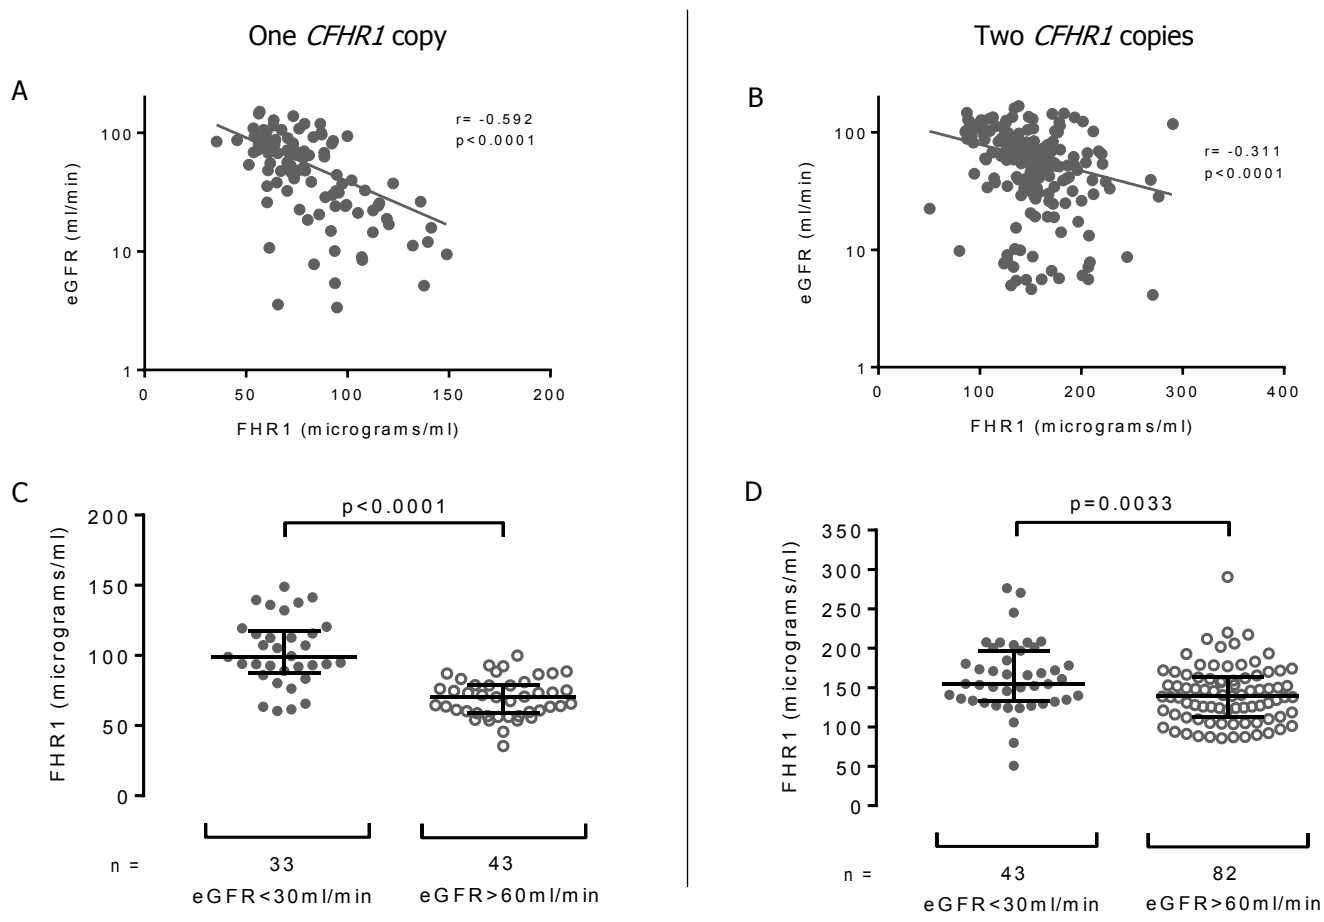 One CFHR1 copy
Two CFHR1 copies
A
100
10
1
eGFR (ml/min)
r= -0.592
p<0.0001
0
50
100
150
200
FHR1 (micrograms/ml)
B
100
10
1
eGFR (ml/min)
r= -0.311
p<0.0001
0
100
200
300
400
FHR1 (micrograms/ml)
C
p<0.0001
200
150
100
50
0
FHR1 (micrograms/ml)
n =
33
43
eGFR<30ml/min
eGFR>60ml/min
D
p=0.0033
350
300
250
200
150
100
50
0
FHR1 (micrograms/ml)
n =
43
82
eGFR<30ml/min
eGFR>60ml/min